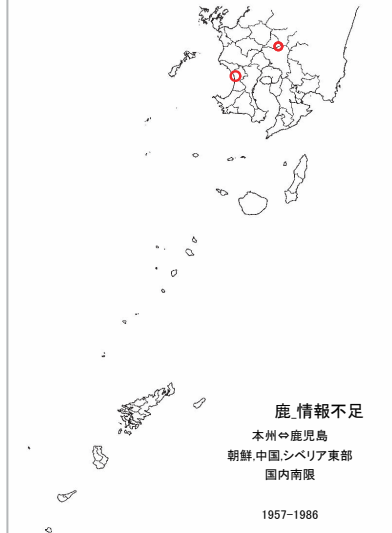 鹿_情報不足
本州⇔鹿児島
朝鮮,中国,シベリア東部
国内南限
1957-1986